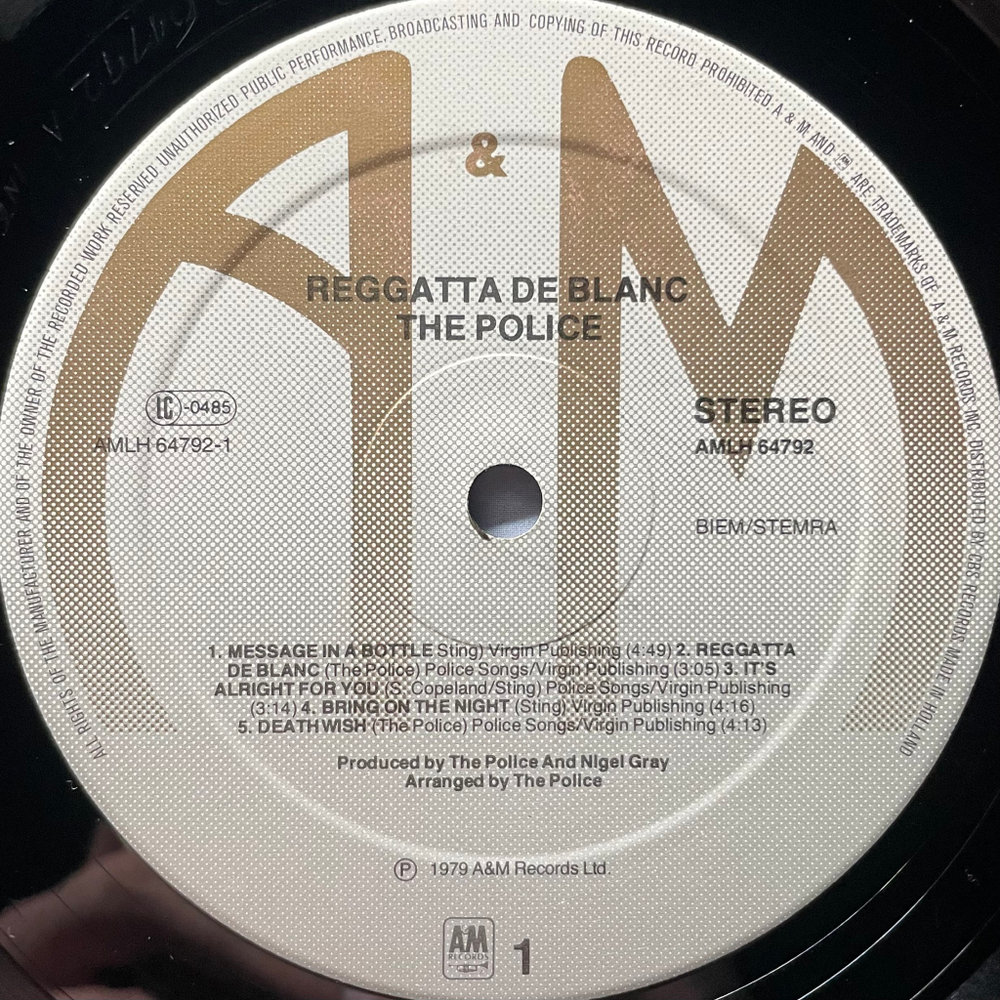 ALL RIGHTS OF THE MANUFACTURER AND OF THE OWNER OF THE RECORDED WORK RESERVED UNAUTHORIZED PUBLIC PERFORMANCE, BROADCASTING AND COPYING OF THIS RECORD PROHIBITED A & M AND AM ARE TRADEMARKS OF A & M RECORDS INC. DISTRIBUTED BY CBS RECORDS MADE IN HOLLAND
A & M
REGGATTA DE BLANC
THE POLICE
LC-0485
AMLH 64792-1
STEREO
AMLH 64792
BIEM/STEMRA
1. MESSAGE IN A BOTTLE Sting) Virgin Publishing (4:49) 2. REGGATTA
DE BLANC (The Police) Police Songs/Virgin Publishing (3:05) 3. IT'S
ALRIGHT FOR YOU (S. Copeland/Sting) Police Songs/Virgin Publishing
(3:14) 4. BRING ON THE NIGHT (Sting) Virgin Publishing (4:16)
5. DEATH WISH (The Police) Police Songs/Virgin Publishing (4:13)
Produced by The Police And Nigel Gray
Arranged by The Police
Ⓟ 1979 A&M Records Ltd.
AM
RECORDS
1